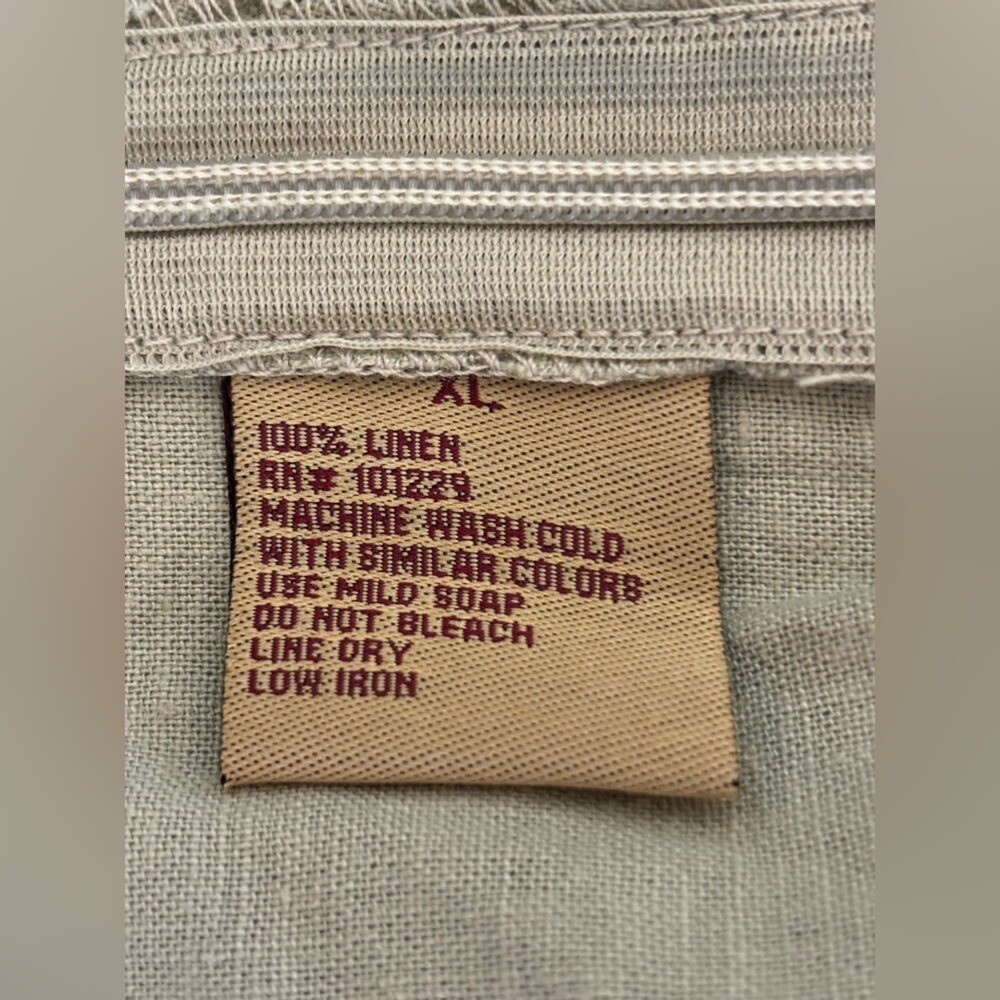 XL
100% LINEN
RN# 101229
MACHINE WASH COLD
WITH SIMILAR COLORS
USE MILD SOAP
DO NOT BLEACH
LINE DRY
LOW IRON